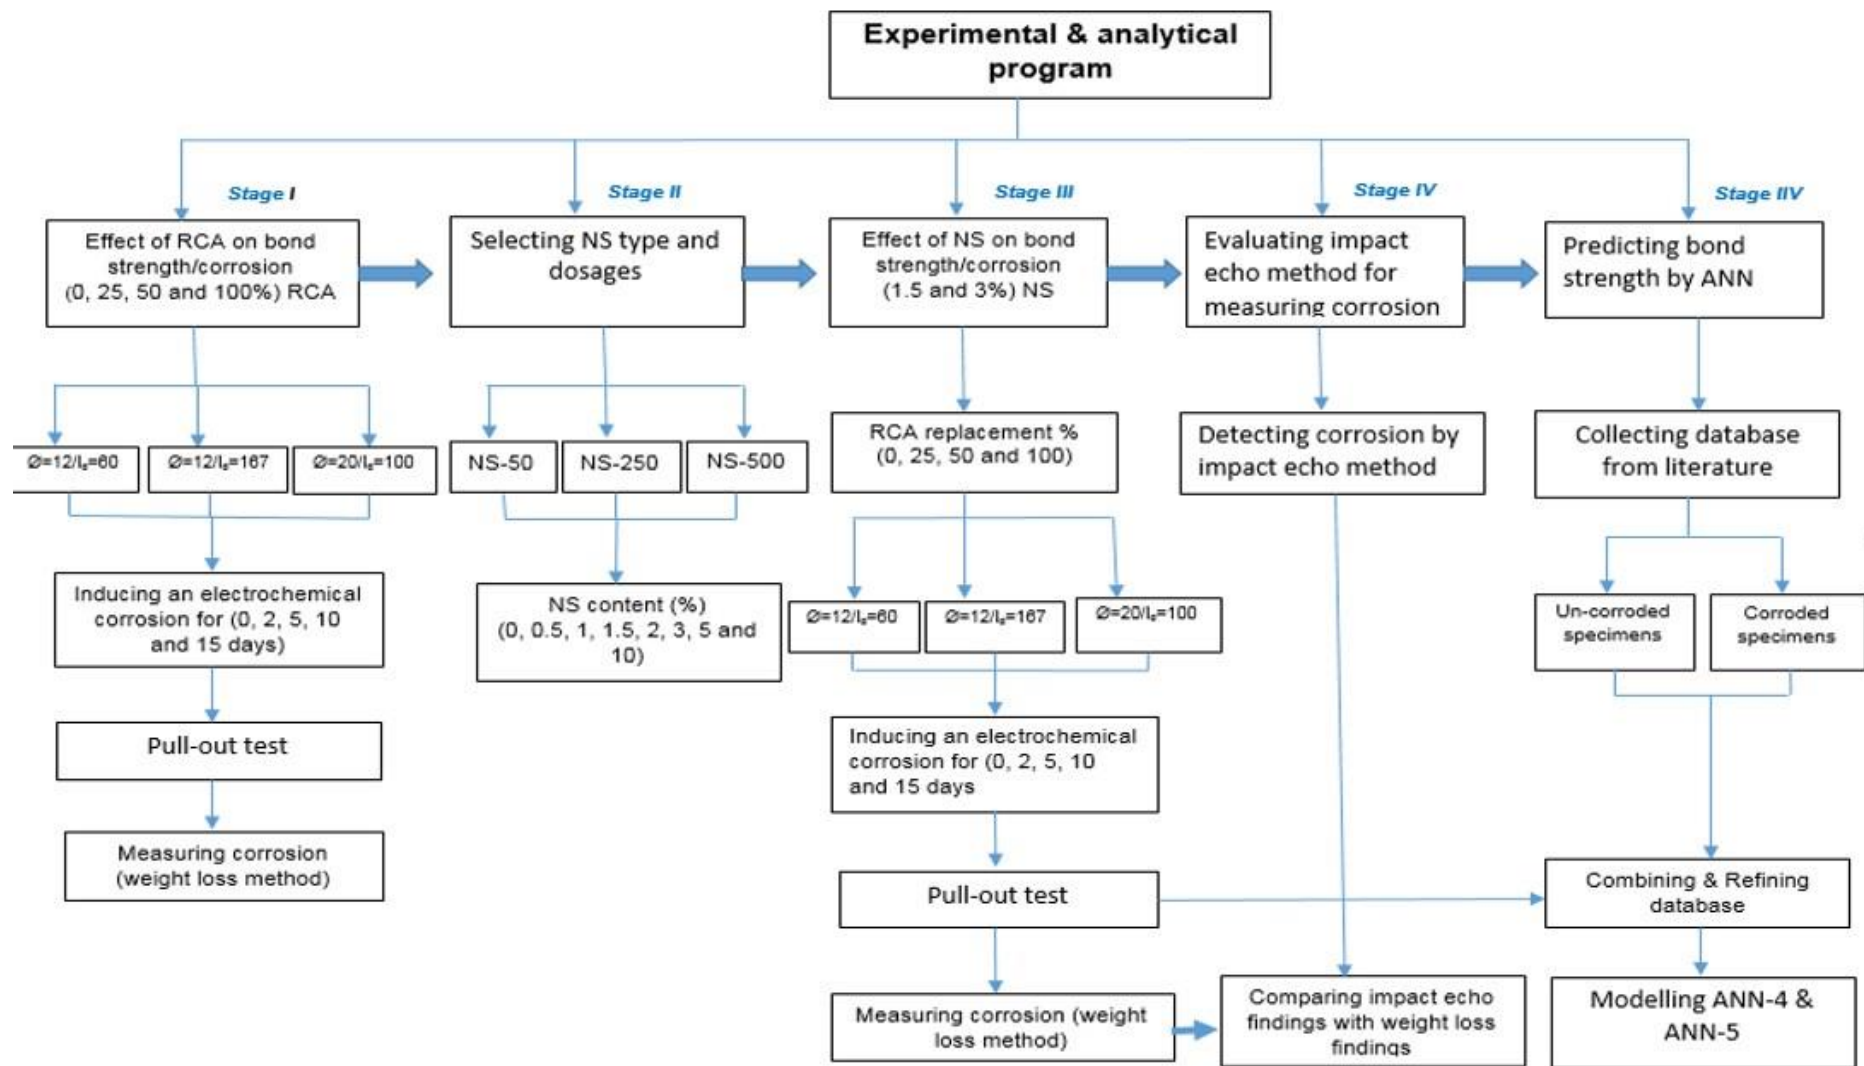 Experimental & analytical
program
Stage I
Stage II
Stage III
Stage IV
Stage IIV
Effect of RCA on bond
strength/corrosion
(0, 25, 50 and 100%) RCA
Selecting NS type and
dosages
Effect of NS on bond
strength/corrosion
(1.5 and 3%) NS
Evaluating impact
echo method for
measuring corrosion
Predicting bond
strength by ANN
Ø=12/lₑ=60
Ø=12/lₑ=167
Ø=20/lₑ=100
NS-50
NS-250
NS-500
RCA replacement %
(0, 25, 50 and 100)
Detecting corrosion by
impact echo method
Collecting database
from literature
Inducing an electrochemical
corrosion for (0, 2, 5, 10
and 15 days)
NS content (%)
(0, 0.5, 1, 1.5, 2, 3, 5 and
10)
Ø=12/lₑ=60
Ø=12/lₑ=167
Ø=20/lₑ=100
Un-corroded
specimens
Corroded
specimens
Pull-out test
Inducing an electrochemical
corrosion for (0, 2, 5, 10
and 15 days
Measuring corrosion
(weight loss method)
Pull-out test
Combining & Refining
database
Measuring corrosion (weight
loss method)
Comparing impact echo
findings with weight loss
findings
Modelling ANN-4 &
ANN-5